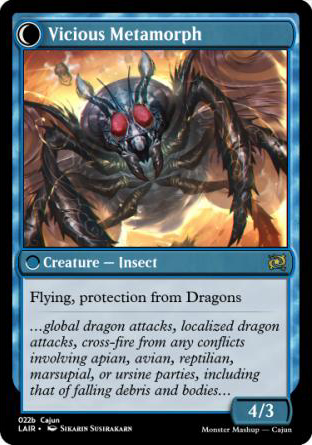 Vicious Metamorph
Creature — Insect
Flying, protection from Dragons
...global dragon attacks, localized dragon
attacks, cross-fire from any conflicts
involving apian, avian, reptilian,
marsupial, or ursine parties, including
that of falling debris and bodies...
4/3
022b Cajun
LAIR • Sikarin Susirakarn
Monster Mashup — Cajun